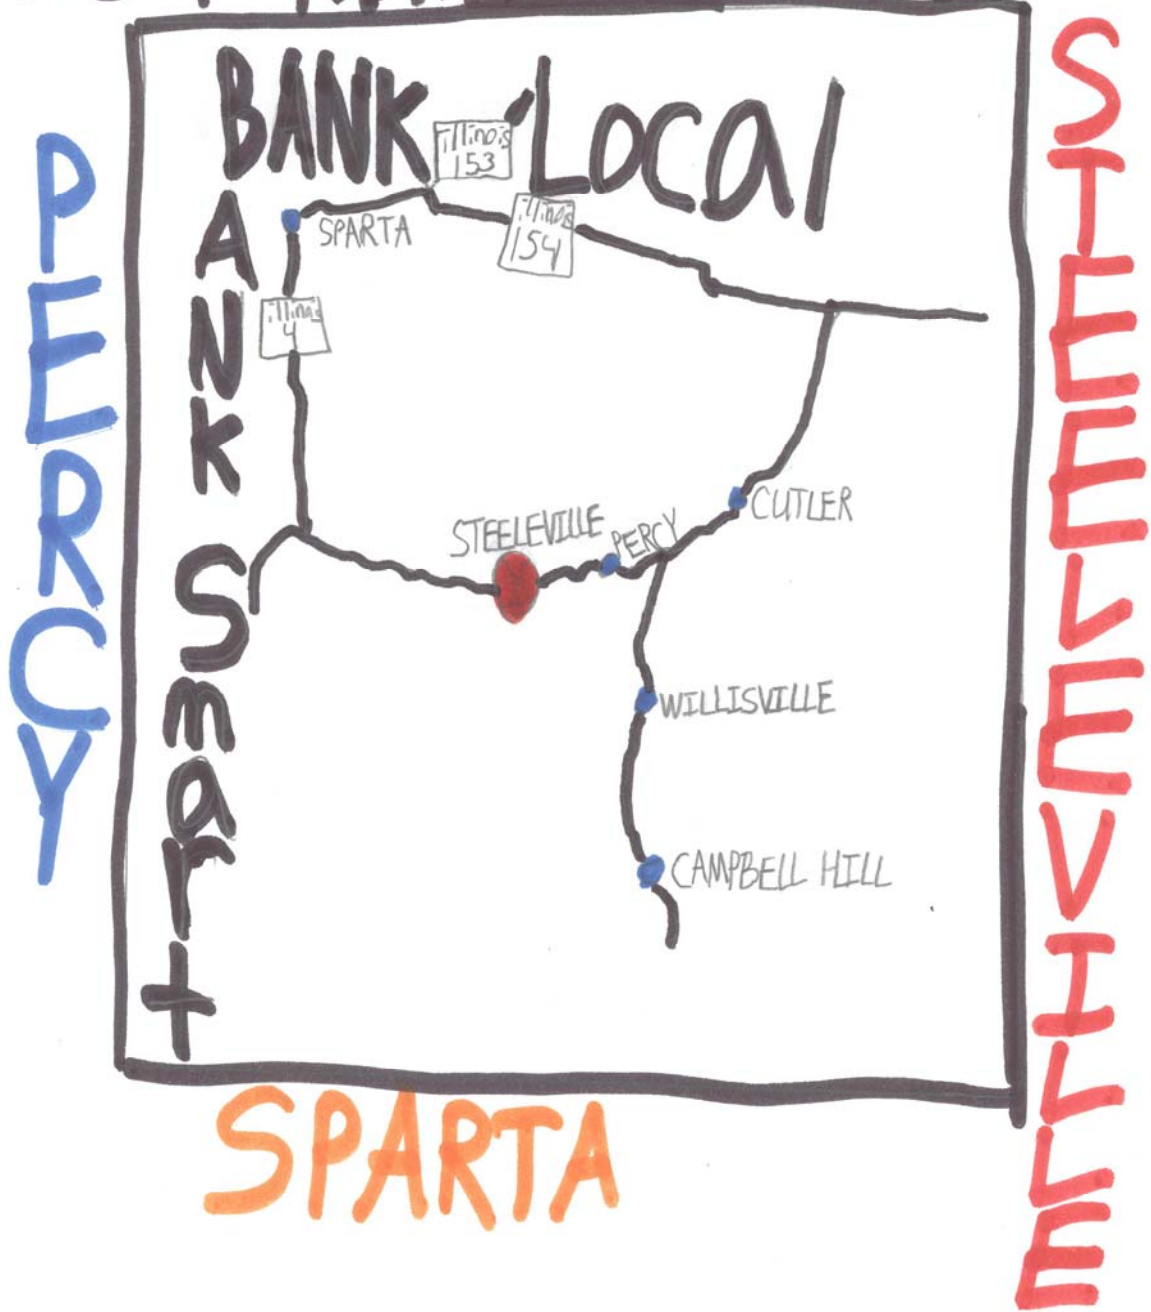 BANK Local
illinois
153
illinois
154
SPARTA
illinois
4
BANK Smart
STEELEVILLE
PERCY
CUTLER
WILLISVILLE
CAMPBELL HILL
PERCY
STEELEVILLE
SPARTA